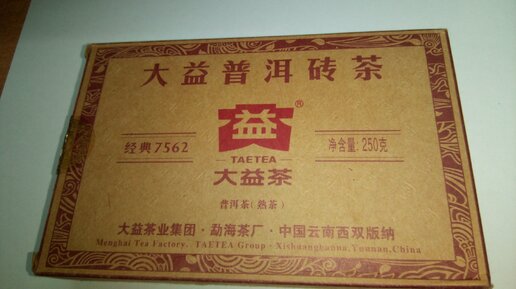 大益普洱砖茶
益®
经典7562
TAETEA
净含量: 250克
大益茶
普洱茶(熟茶)
大益茶业集团·勐海茶厂·中国云南西双版纳
Menghai Tea Factory, TAETEA Group·Xishuangbanna, Yunnan, China